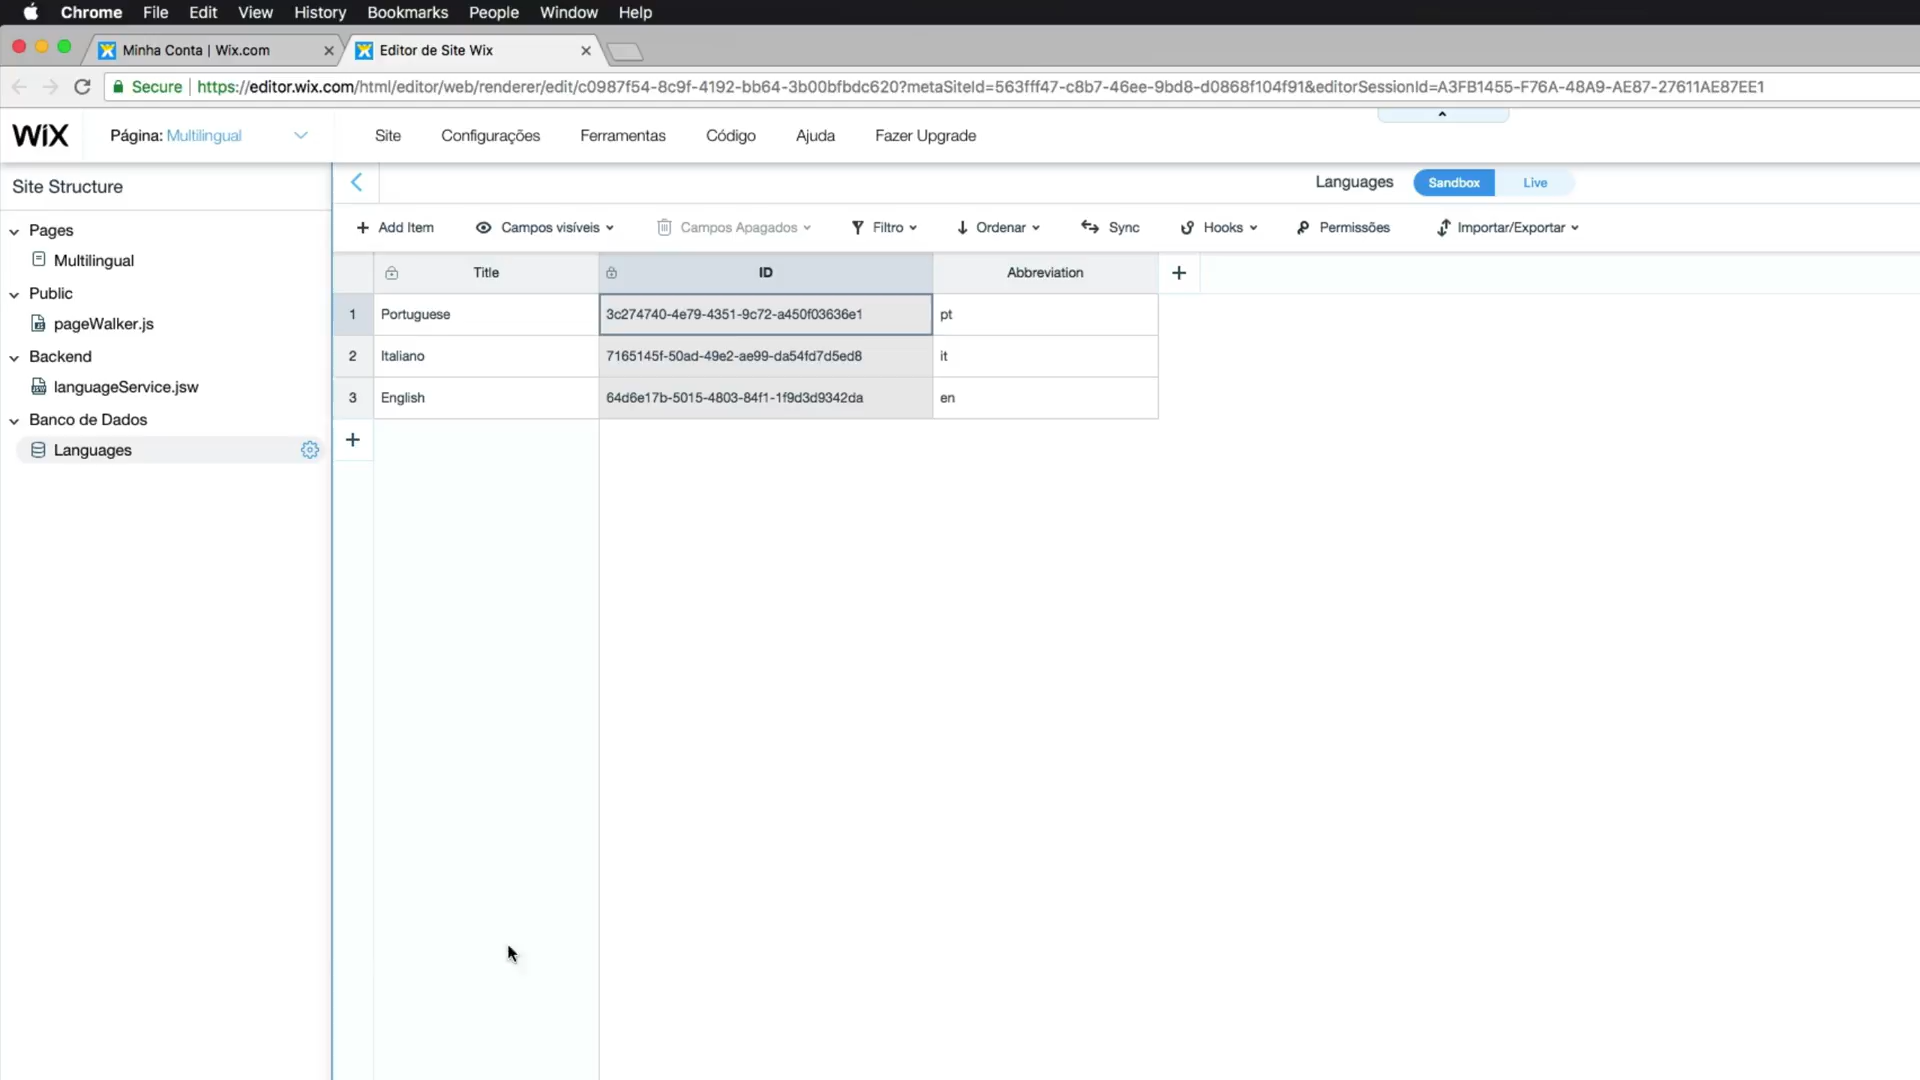 Chrome File Edit View History Bookmarks People Window Help
Minha Conta | Wix.com Editor de Site Wix
Secure https://editor.wix.com/html/editor/web/renderer/edit/c0987f54-8c9f-4192-bb64-3b00bfbdc620?metaSiteId=563fff47-c8b7-46ee-9bd8-d0868f104f91&editorSessionId=A3FB1455-F76A-48A9-AE87-27611AE87EE1
WiX Página: Multilingual Site Configurações Ferramentas Código Ajuda Fazer Upgrade
Site Structure
Languages Sandbox Live
Add Item Campos visíveis Campos Apagados Filtro Ordenar Sync Hooks Permissões Importar/Exportar
Pages
Multilingual
Public
pageWalker.js
Backend
languageService.jsw
Banco de Dados
Languages
Title ID Abbreviation
1 Portuguese 3c274740-4e79-4351-9c72-a450f03636e1 pt
2 Italiano 7165145f-50ad-49e2-ae99-da54fd7d5ed8 it
3 English 64d6e17b-5015-4803-84f1-1f9d3d9342da en